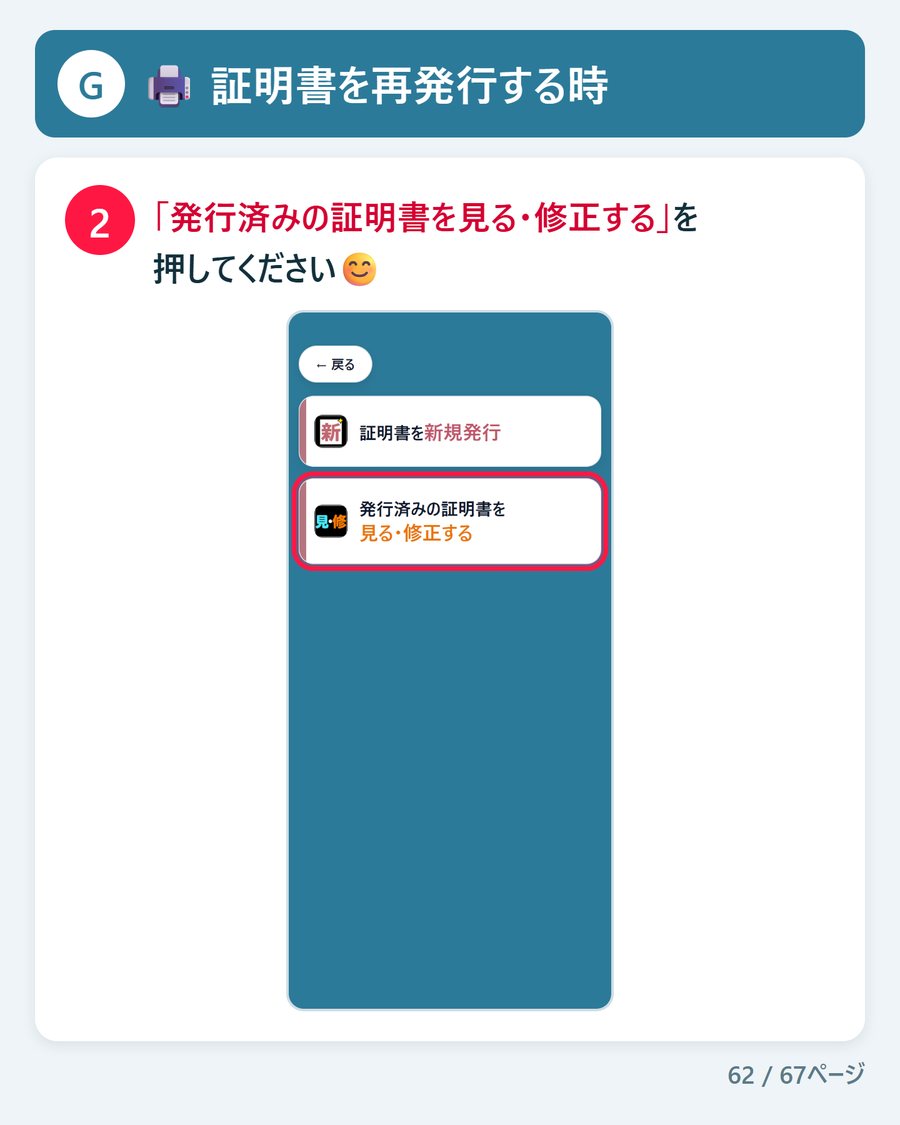 G 証明書を再発行する時
2 「発行済みの証明書を見る・修正する」を
押してください😊
← 戻る
新 証明書を新規発行
見・修 発行済みの証明書を
見る・修正する
62 / 67ページ